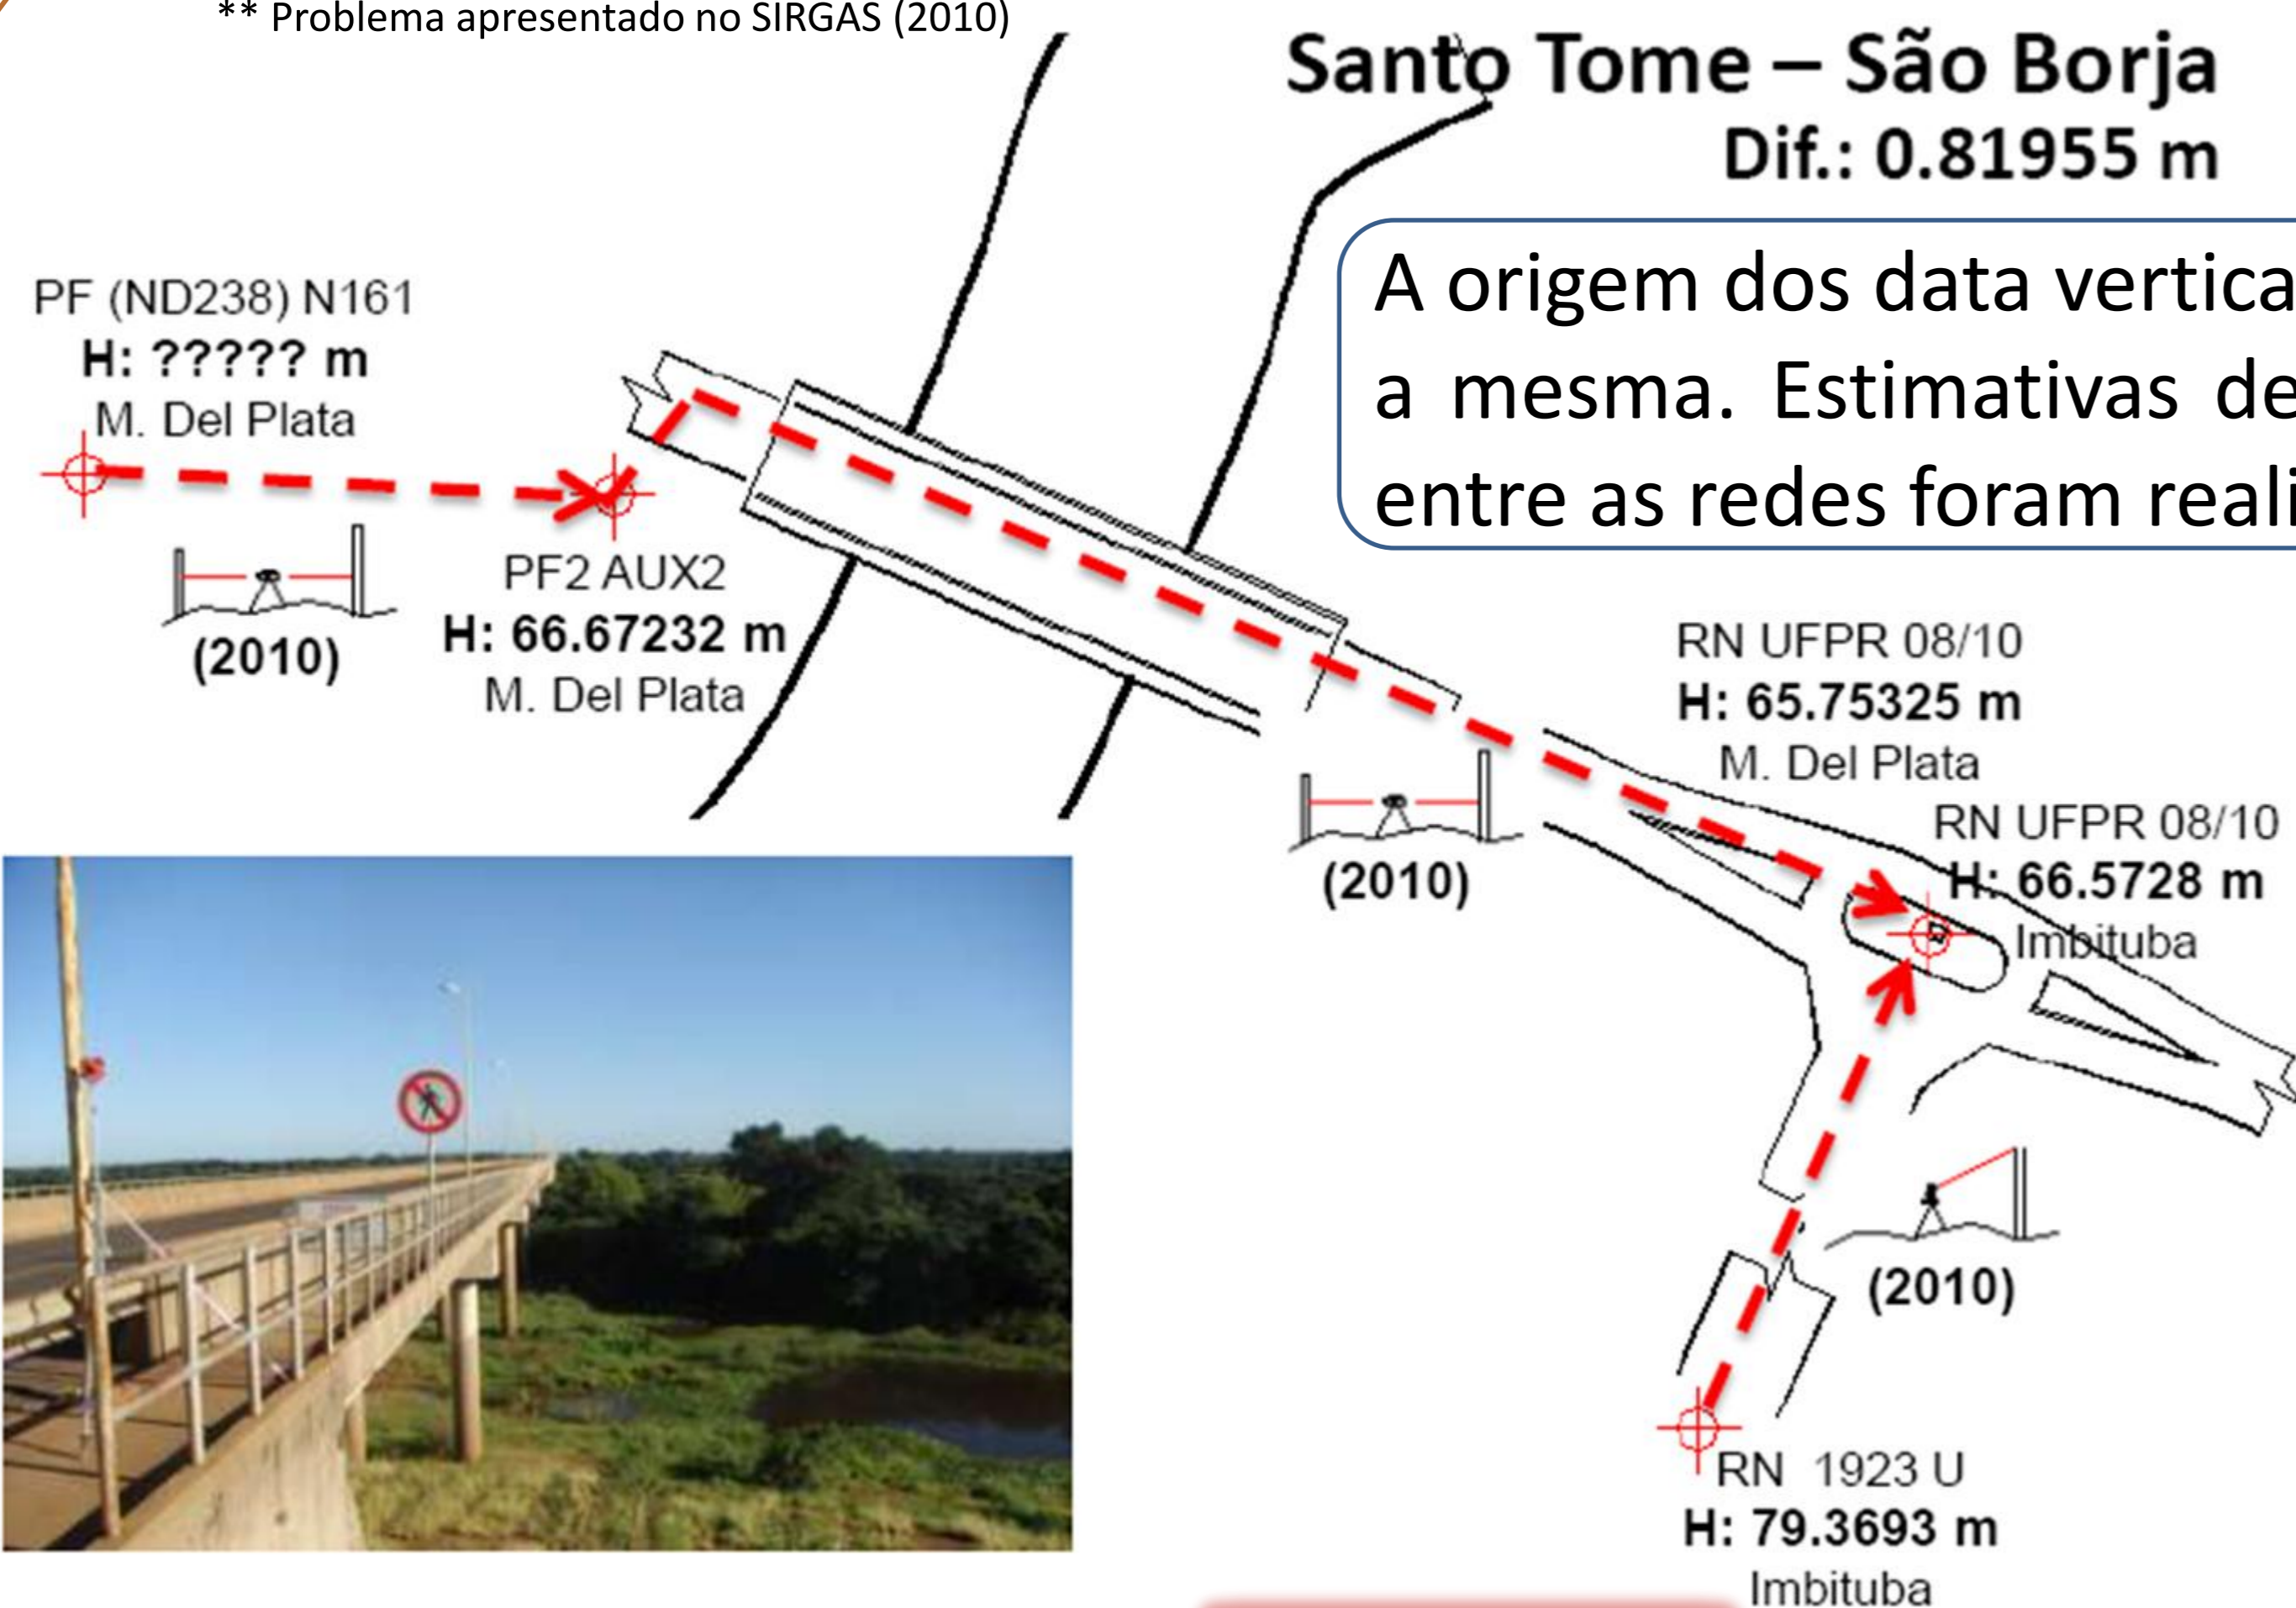 ** Problema apresentado no SIRGAS (2010)
Santo Tome – São Borja
Dif.: 0.81955 m
A origem dos data vertica
a mesma. Estimativas de
entre as redes foram reali
PF (ND238) N161
H: ????? m
M. Del Plata
(2010)
PF2 AUX2
H: 66.67232 m
M. Del Plata
RN UFPR 08/10
H: 65.75325 m
M. Del Plata
RN UFPR 08/10
H: 66.5728 m
Imbituba
(2010)
(2010)
RN 1923 U
H: 79.3693 m
Imbituba